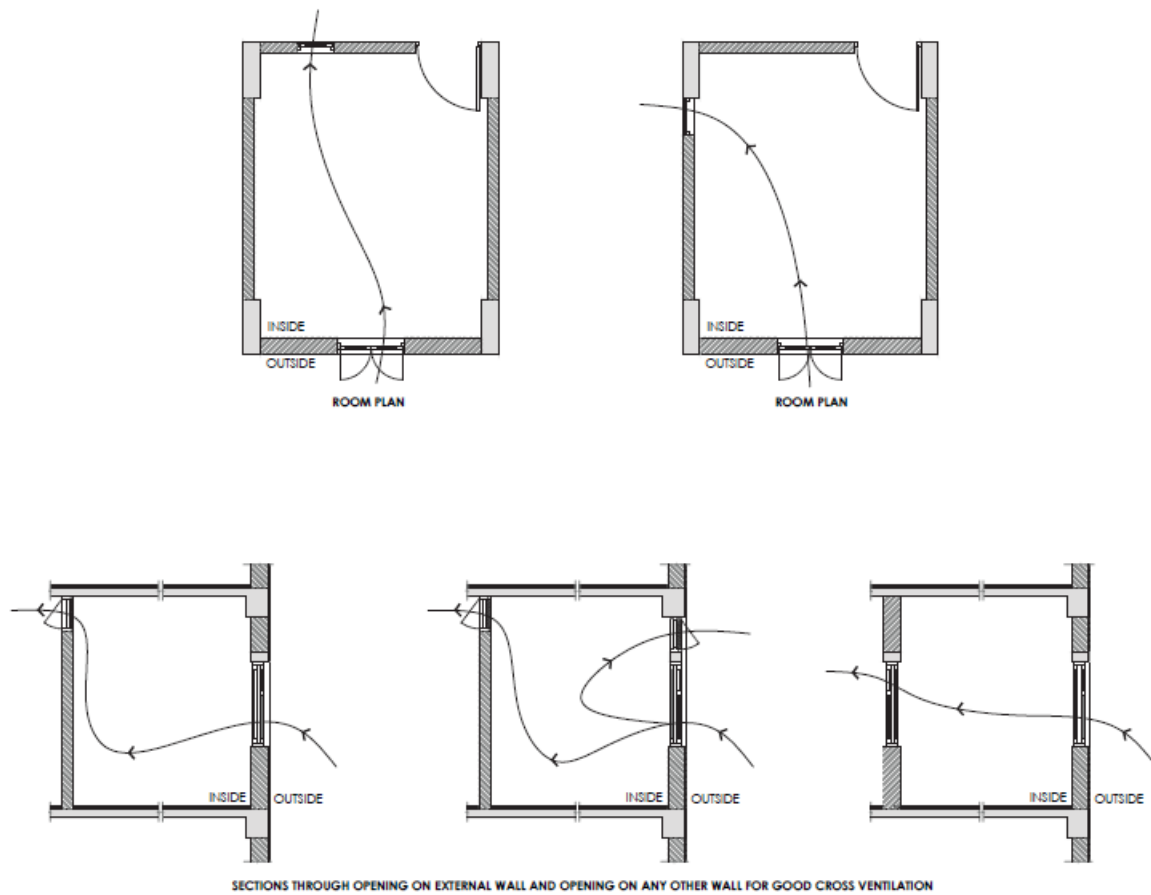 INSIDE
OUTSIDE
ROOM PLAN
INSIDE
OUTSIDE
ROOM PLAN
INSIDE OUTSIDE
INSIDE OUTSIDE
INSIDE OUTSIDE
SECTIONS THROUGH OPENING ON EXTERNAL WALL AND OPENING ON ANY OTHER WALL FOR GOOD CROSS VENTILATION